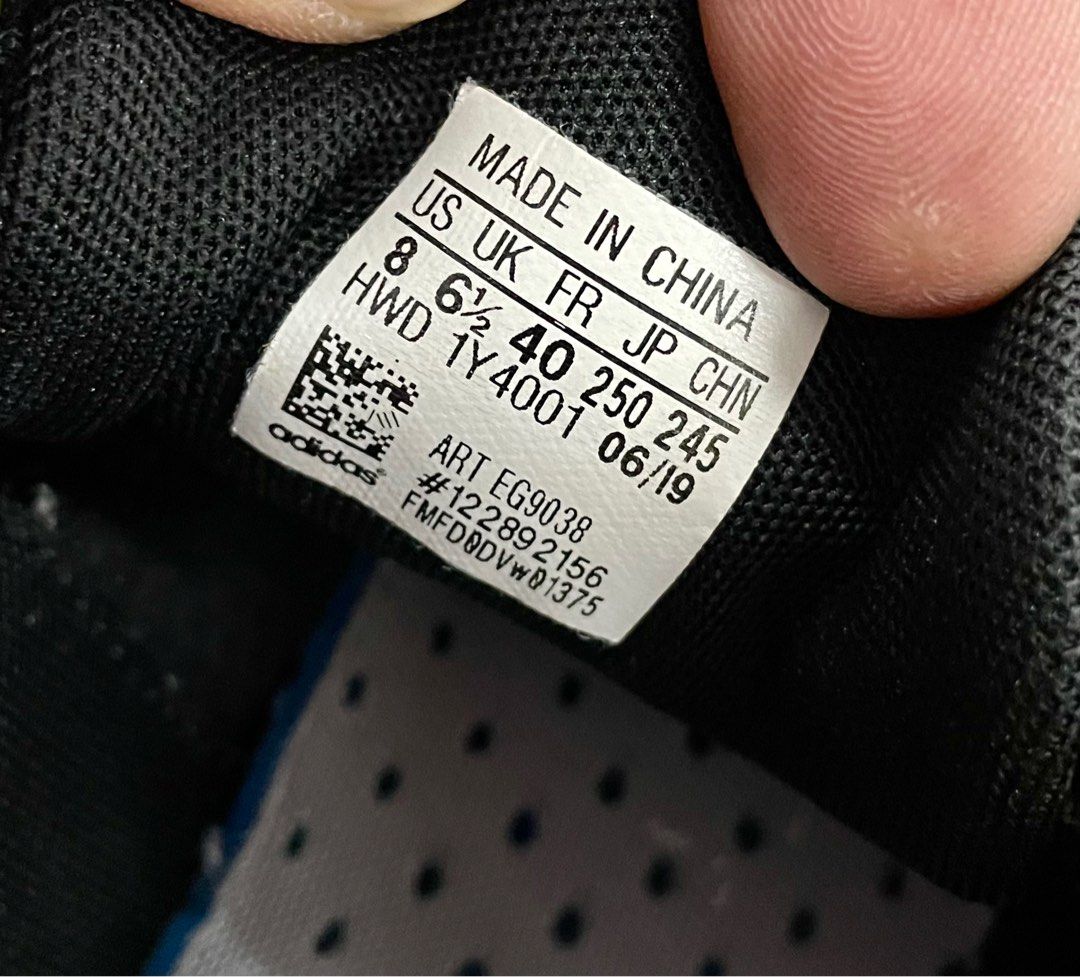 MADE IN CHINA
US UK FR JP CHN
8 6½ 40 250 245
HWD 1Y4001 06/19
adidas
ART EG9038
#122892156
FMFDQDVWQ1375